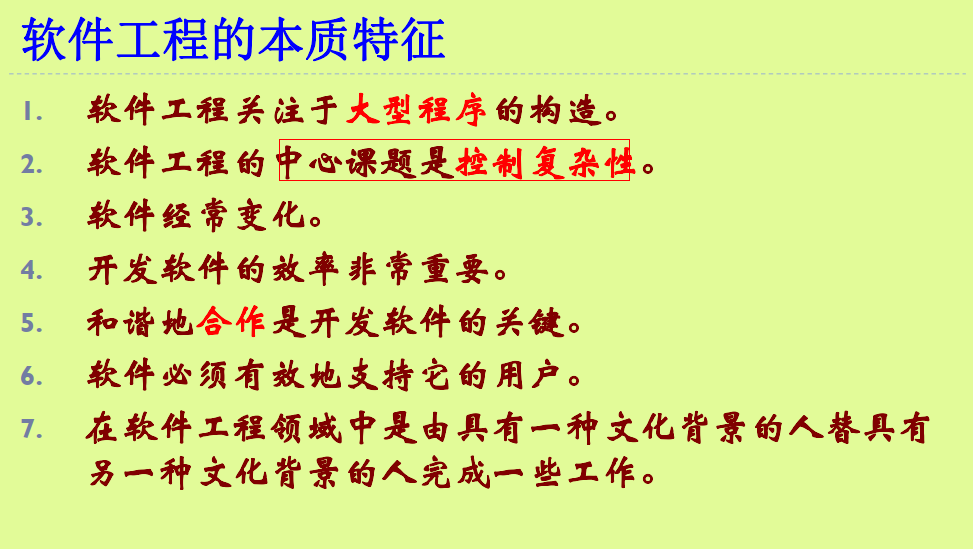 软件工程的本质特征
1. 软件工程关注于大型程序的构造。
2. 软件工程的中心课题是控制复杂性。
3. 软件经常变化。
4. 开发软件的效率非常重要。
5. 和谐地合作是开发软件的关键。
6. 软件必须有效地支持它的用户。
7. 在软件工程领域中是由具有一种文化背景的人替具有
另一种文化背景的人完成一些工作。